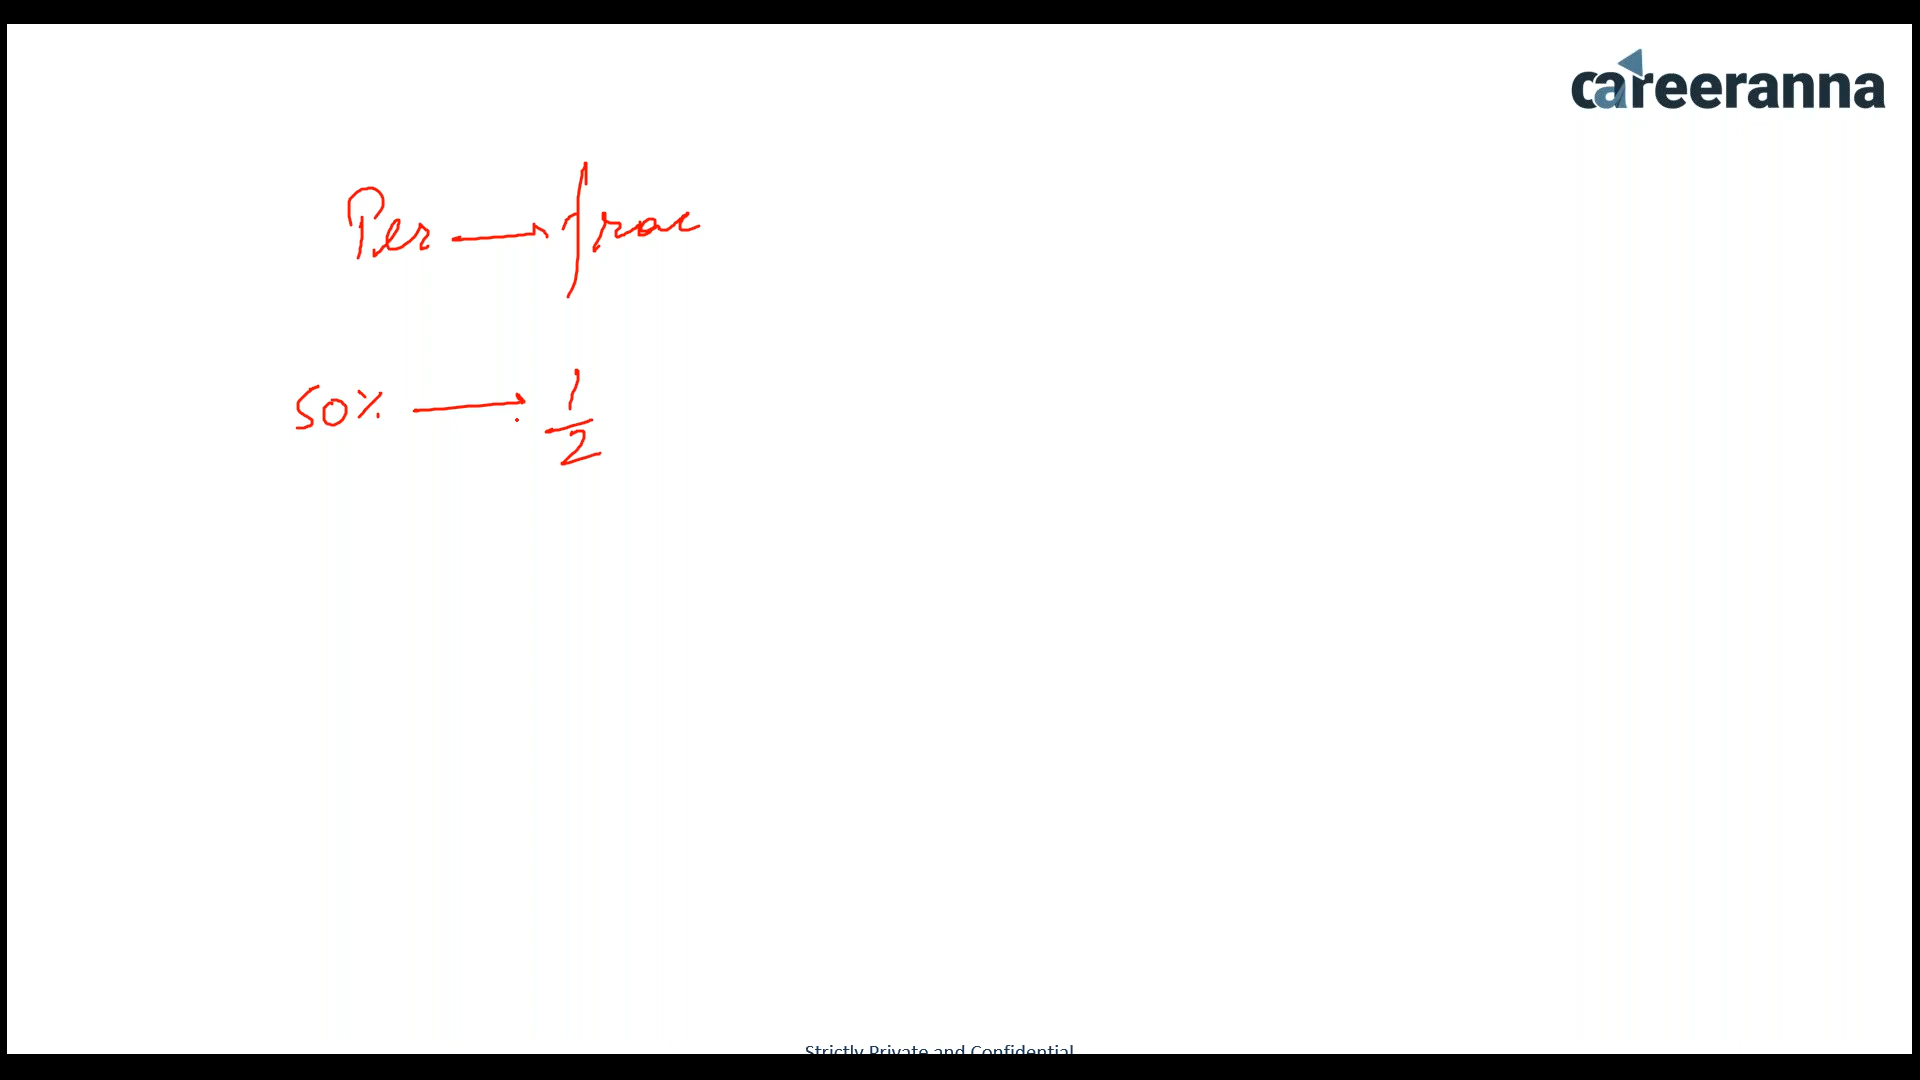 careeranna
Per → frac
50% → 1/2
Strictly Private and Confidential